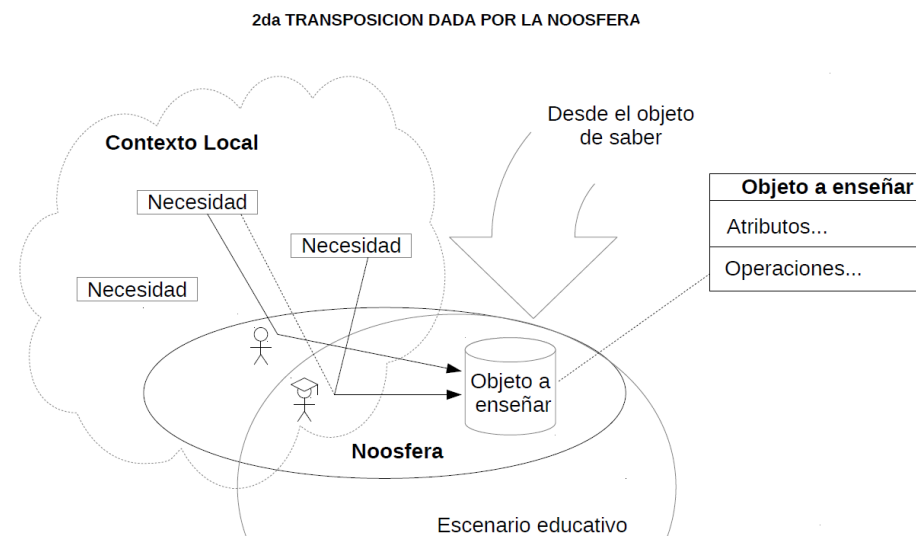 2da TRANSPOSICION DADA POR LA NOOSFERA
Desde el objeto
de saber
Contexto Local
Objeto a enseñar
Necesidad
Atributos...
Necesidad
Operaciones...
Necesidad
Objeto a
enseñar
Noosfera
Escenario educativo